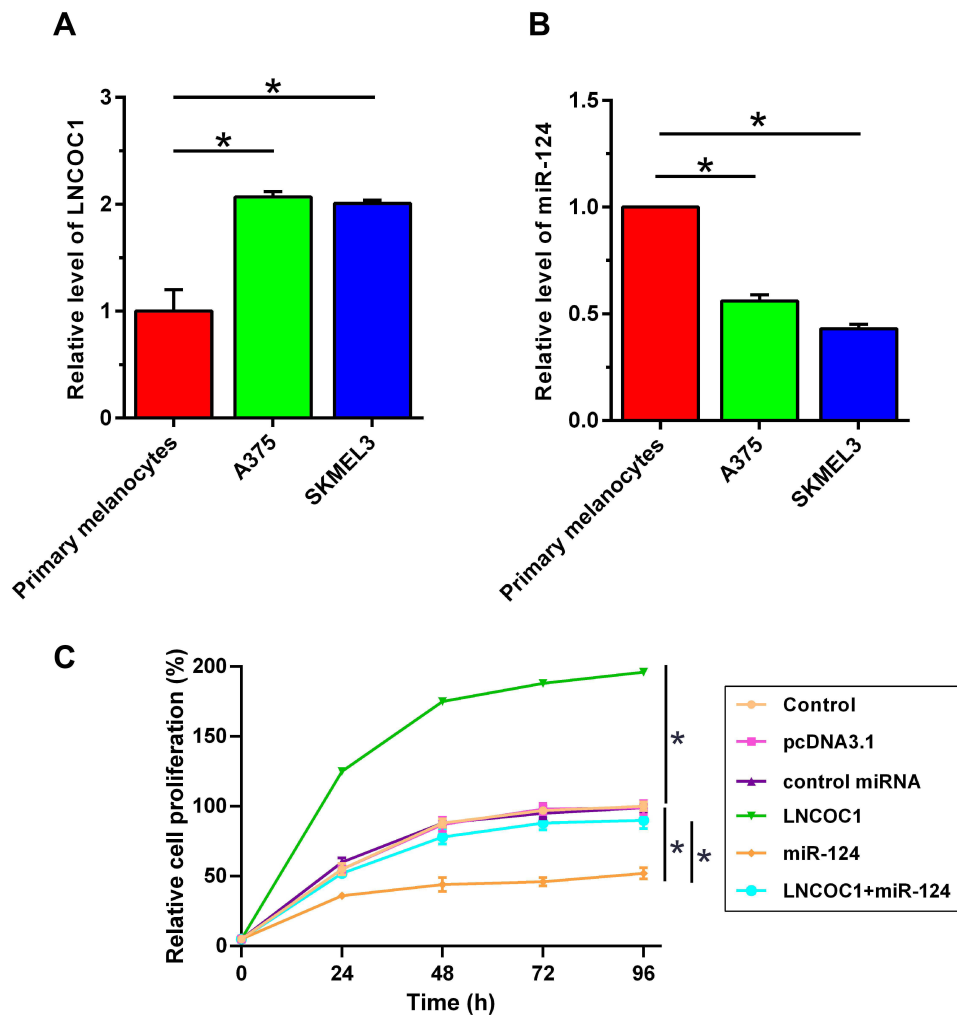 A
Relative level of LNCOC1
3
2
1
0
*
*
Primary melanocytes
A375
SKMEL3
B
Relative level of miR-124
1.5
1.0
0.5
0.0
*
*
Primary melanocytes
A375
SKMEL3
C
Relative cell proliferation (%)
200
150
100
50
0
0 24 48 72 96
Time (h)
*
*
*
Control
pcDNA3.1
control miRNA
LNCOC1
miR-124
LNCOC1+miR-124